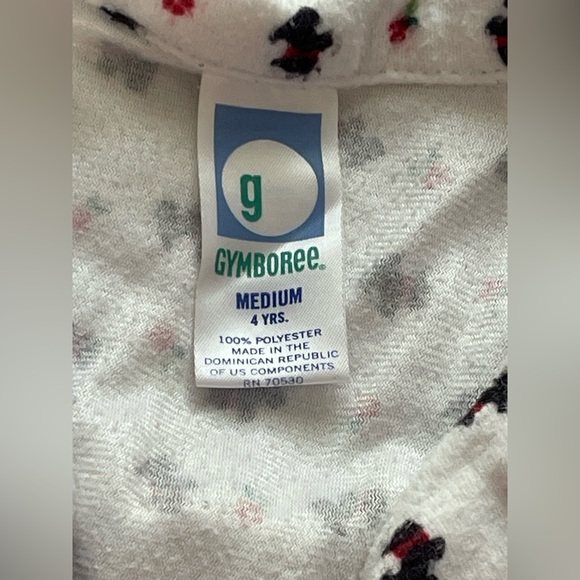 g
GYMBOREE®
MEDIUM
4 YRS.
100% POLYESTER
MADE IN THE
DOMINICAN REPUBLIC
OF US COMPONENTS
RN 70530